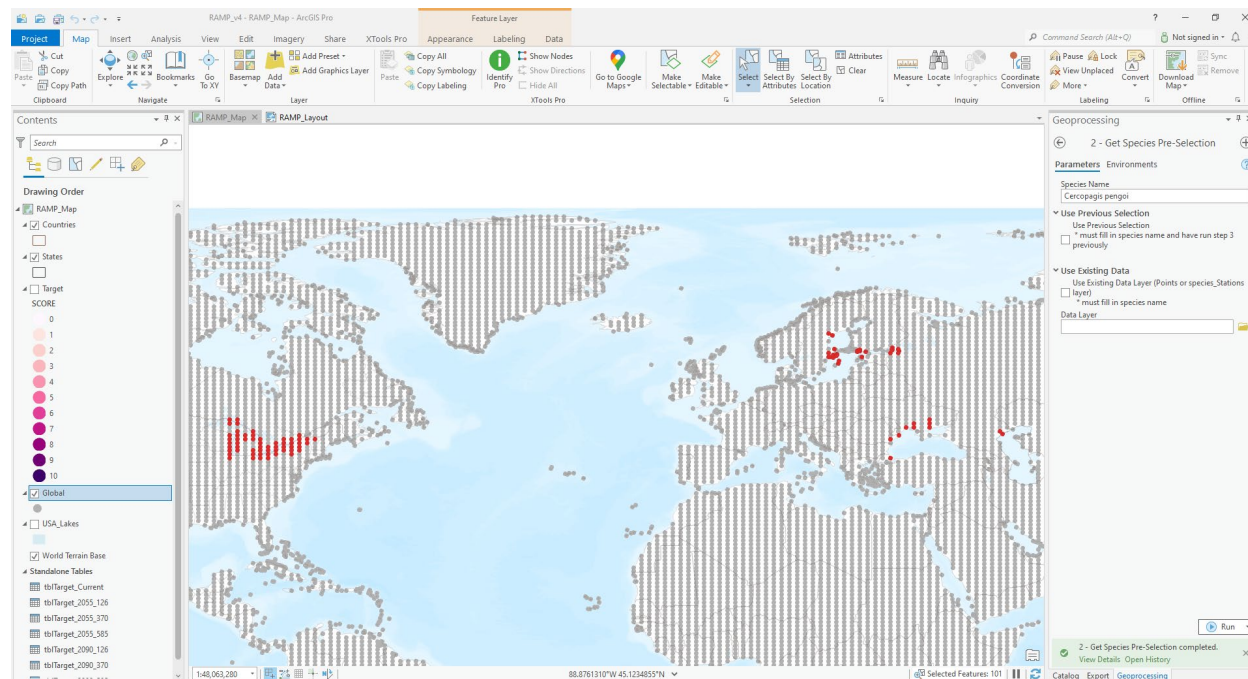 RAMP_v4 - RAMP_Map - ArcGIS Pro
Feature Layer
?
Project Map Insert Analysis View Edit Imagery Share XTools Pro Appearance Labeling Data
Command Search (Alt+Q)
Not signed in
Paste
Cut
Copy
Copy Path
Clipboard
Explore
Bookmarks
Go To XY
Navigate
Basemap
Add Data
Add Preset
Add Graphics Layer
Layer
Paste
Copy All
Copy Symbology
Copy Labeling
Identify Pro
Show Nodes
Show Directions
Hide All
Go to Google Maps
Make Selectable
Make Editable
XTools Pro
Select
Select By Attributes
Select By Location
Attributes
Clear
Selection
Measure
Locate
Infographics
Coordinate Conversion
Inquiry
Pause
Lock
View Unplaced
More
Convert
Labeling
Download Map
Sync
Remove
Offline
Contents
Search
Drawing Order
RAMP_Map
Countries
States
Target
SCORE
0
1
2
3
4
5
6
7
8
9
10
Global
USA_Lakes
World Terrain Base
Standalone Tables
tblTarget_Current
tblTarget_2055_126
tblTarget_2055_370
tblTarget_2055_585
tblTarget_2090_126
tblTarget_2090_370
RAMP_Map
RAMP_Layout
1:48,063,280
88.8761310°W 45.1234855°N
Selected Features: 101
Geoprocessing
2 - Get Species Pre-Selection
Parameters Environments
Species Name
Cercopagis pengoi
Use Previous Selection
Use Previous Selection
* must fill in species name and have run step 3
previously
Use Existing Data
Use Existing Data Layer (Points or species_Stations
layer)
* must fill in species name
Data Layer
Run
2 - Get Species Pre-Selection completed.
View Details Open History
Catalog Export Geoprocessing